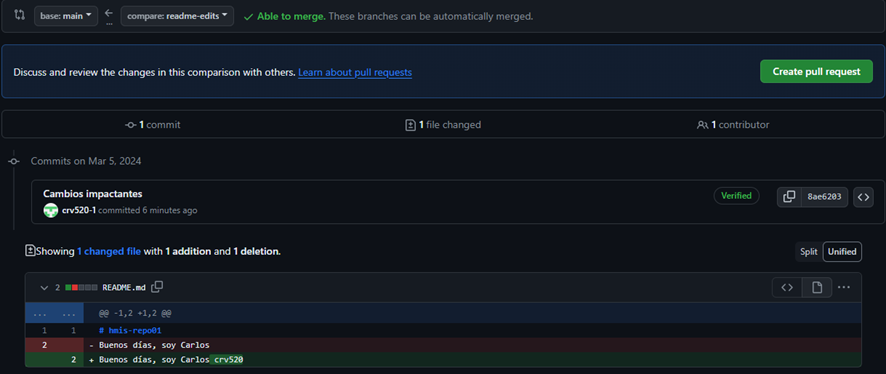 base: main compare: readme-edits Able to merge. These branches can be automatically merged.
...
Discuss and review the changes in this comparison with others. Learn about pull requests Create pull request
1 commit 1 file changed 1 contributor
Commits on Mar 5, 2024
Cambios impactantes
Verified 8ae6203
crv520-1 committed 6 minutes ago
Showing 1 changed file with 1 addition and 1 deletion. Split Unified
2 README.md ...
... ... @@ -1,2 +1,2 @@
1 1 # hmis-repo01
2 - Buenos días, soy Carlos
2 + Buenos días, soy Carlos crv520